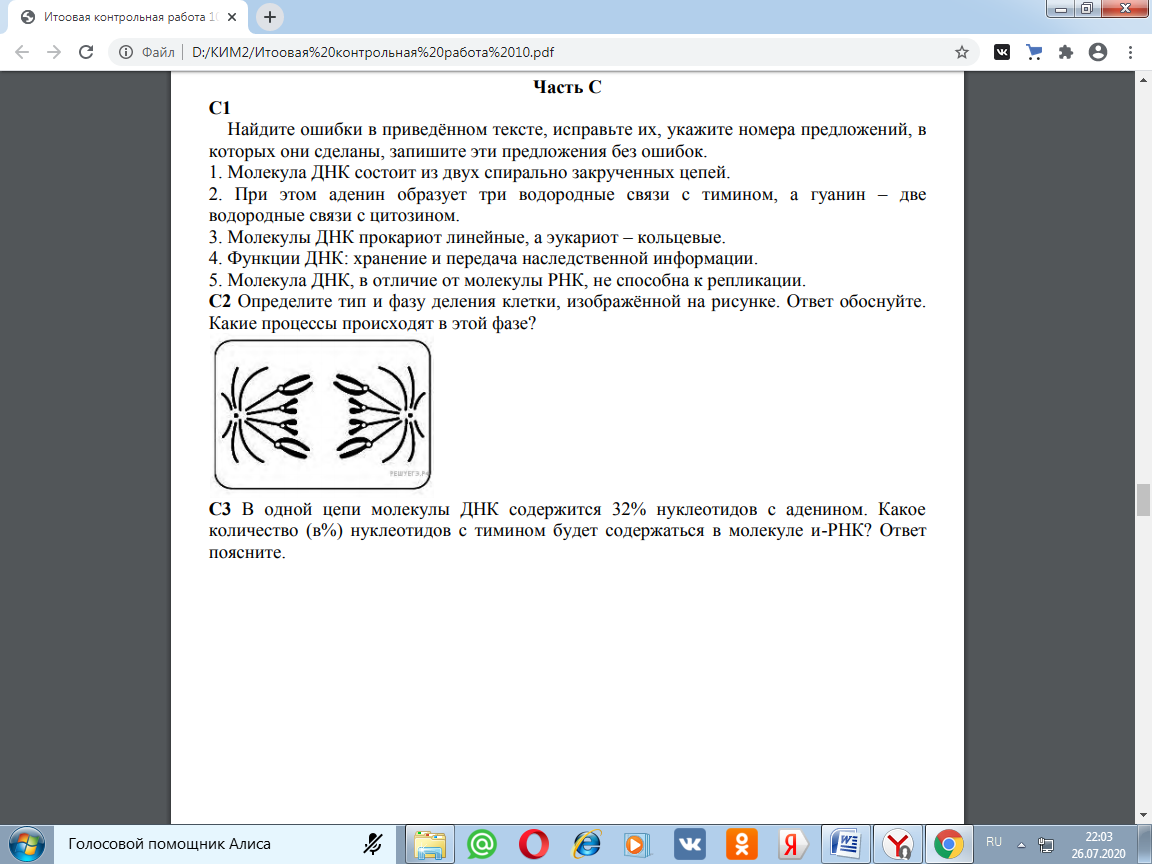 Итоговая контрольная работа 10
Файл
D:/КИМ2/Итоовая%20контрольная%20работа%2010.pdf
Часть С
С1
Найдите ошибки в приведённом тексте, исправьте их, укажите номера предложений, в
которых они сделаны, запишите эти предложения без ошибок.
1. Молекула ДНК состоит из двух спирально закрученных цепей.
2. При этом аденин образует три водородные связи с тимином, а гуанин – две
водородные связи с цитозином.
3. Молекулы ДНК прокариот линейные, а эукариот – кольцевые.
4. Функции ДНК: хранение и передача наследственной информации.
5. Молекула ДНК, в отличие от молекулы РНК, не способна к репликации.
С2 Определите тип и фазу деления клетки, изображённой на рисунке. Ответ обоснуйте.
Какие процессы происходят в этой фазе?
РЕШУЕГЭ.РФ
С3 В одной цепи молекулы ДНК содержится 32% нуклеотидов с аденином. Какое
количество (в%) нуклеотидов с тимином будет содержаться в молекуле и-РНК? Ответ
поясните.
Голосовой помощник Алиса
RU
22:03
26.07.2020